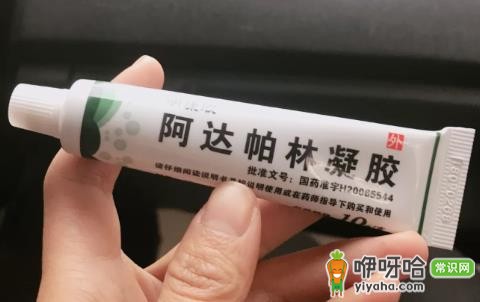 阿达帕林凝胶
外
批准文号：国药准字H20085544
请仔细阅读说明书并按说明使用或在药师指导下购买和使用
咿呀哈
常识网
yiyaha.com